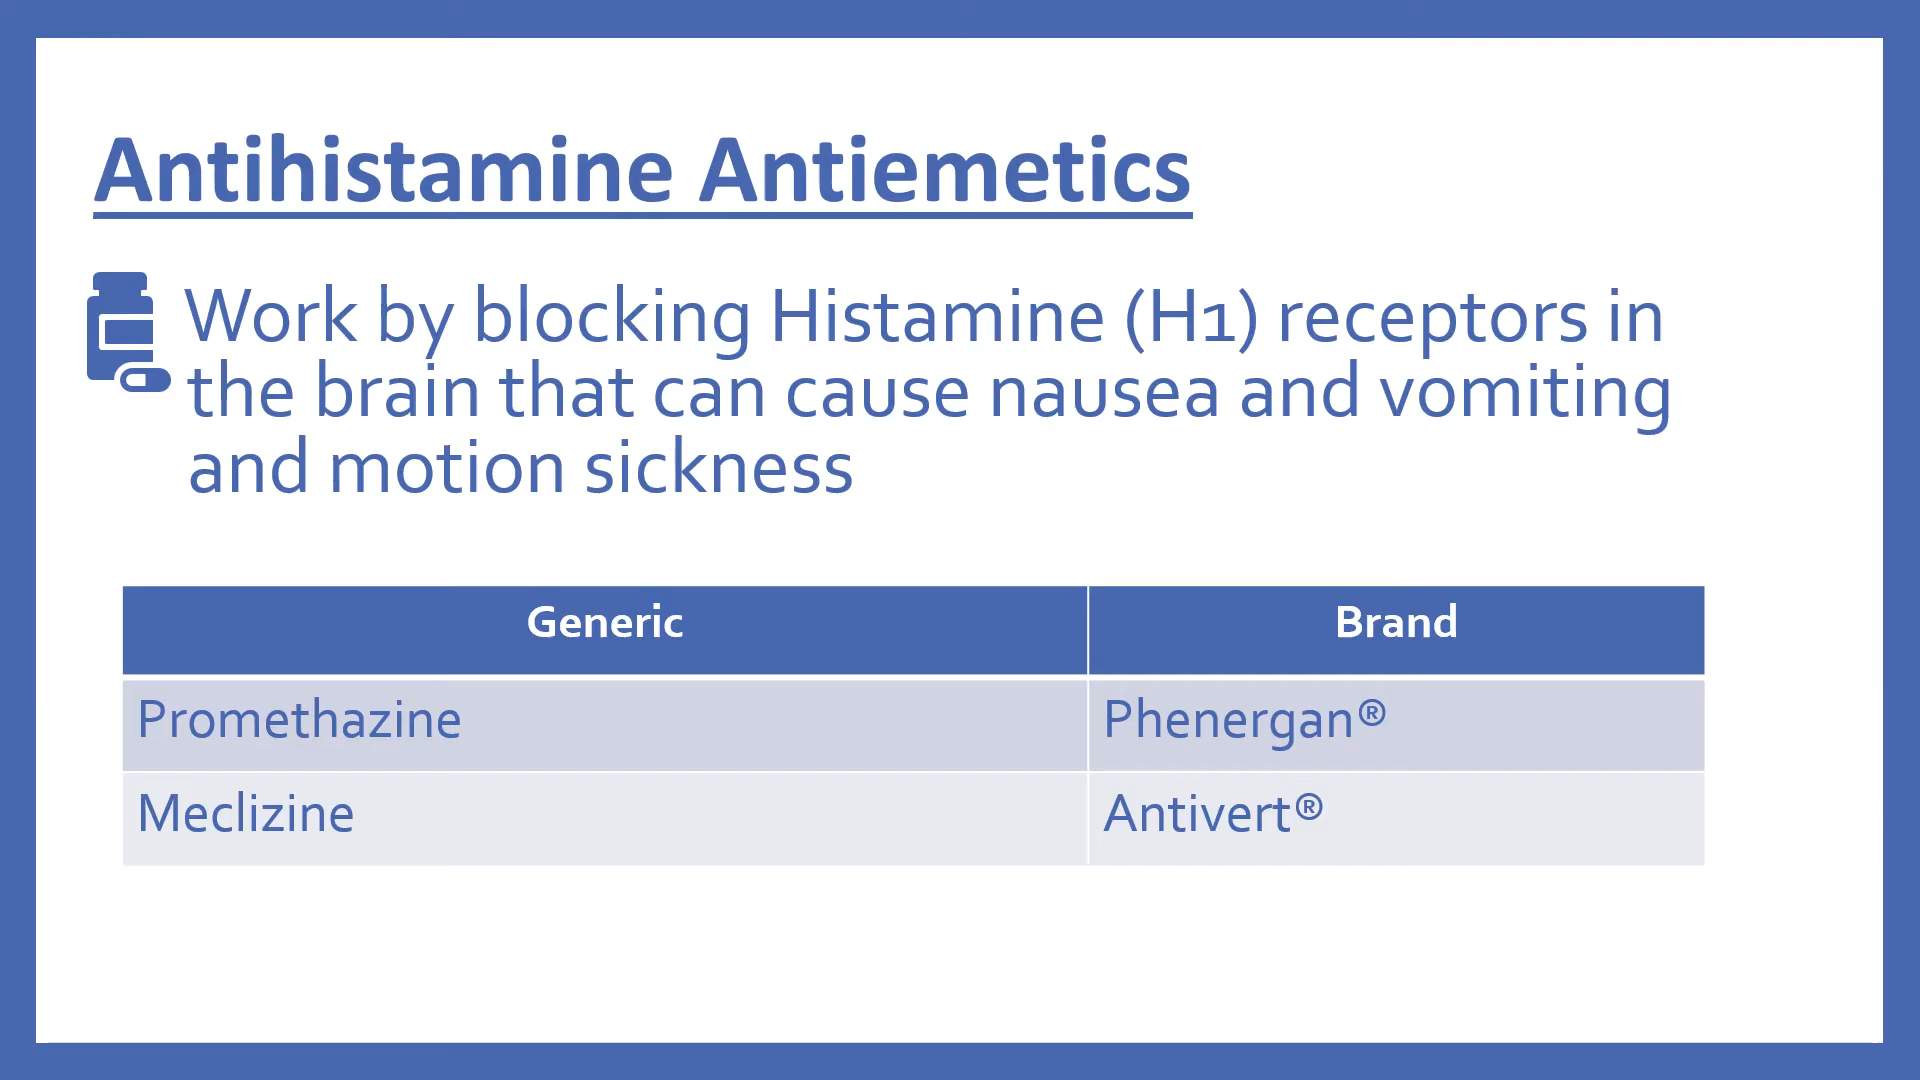 Antihistamine Antiemetics
Work by blocking Histamine (H1) receptors in
the brain that can cause nausea and vomiting
and motion sickness
Generic Brand
Promethazine Phenergan®
Meclizine Antivert®